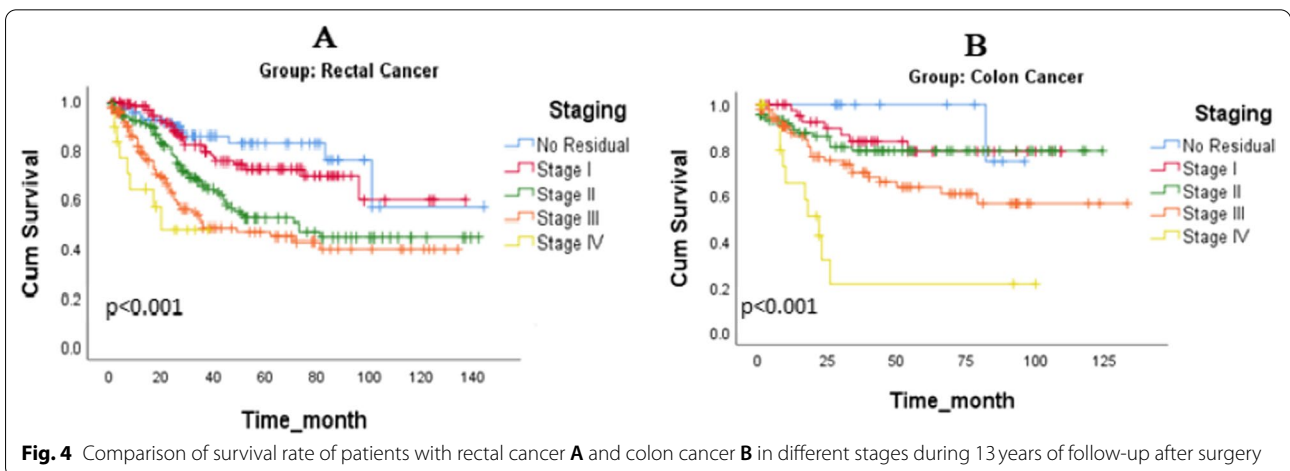 A
Group: Rectal Cancer
Cum Survival
1.0
0.8
0.6
0.4
0.2
0.0
p<0.001
0 20 40 60 80 100 120 140
Time_month
Staging
No Residual
Stage I
Stage II
Stage III
Stage IV
B
Group: Colon Cancer
Cum Survival
1.0
0.8
0.6
0.4
0.2
0.0
p<0.001
0 25 50 75 100 125
Time_month
Staging
No Residual
Stage I
Stage II
Stage III
Stage IV
Fig. 4 Comparison of survival rate of patients with rectal cancer A and colon cancer B in different stages during 13 years of follow-up after surgery